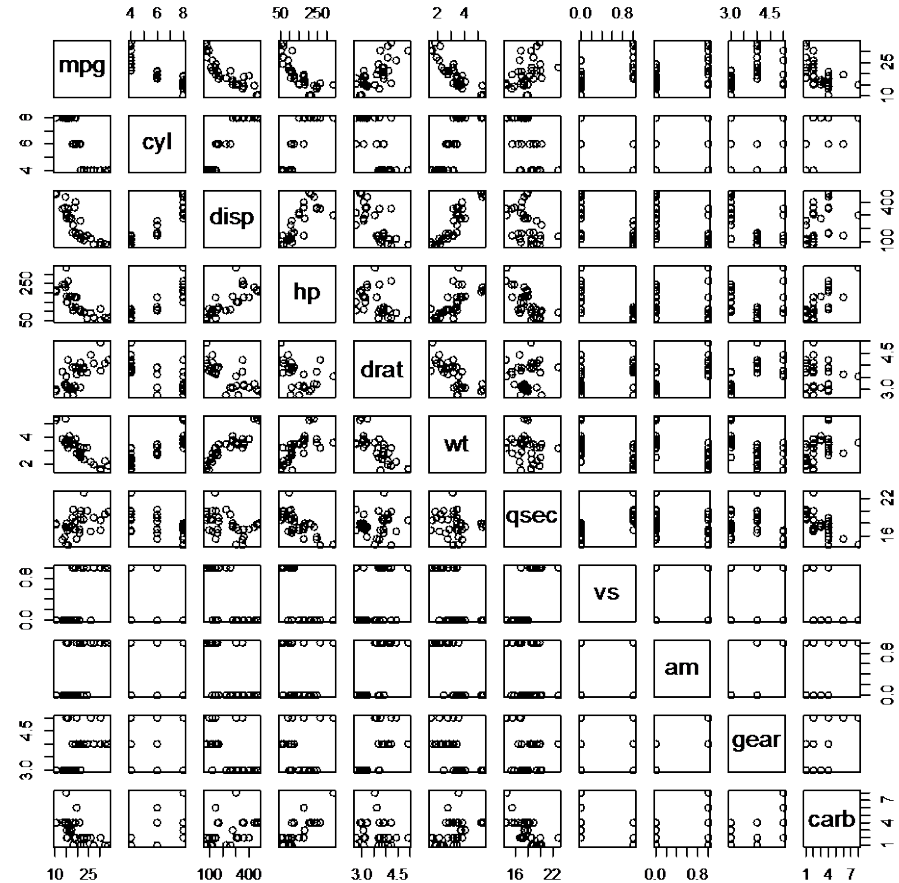 4 6 8 50 250 2 4 0.0 0.8 3.0 4.5
mpg 10 25
4 6 8 cyl
disp 100 400
50 250 hp
drat 3.0 4.5
2 4 wt
qsec 16 22
0.0 0.8 vs
am 0.0 0.8
3.0 4.5 gear
carb 1 4 7
10 25 100 400 3.0 4.5 16 22 0.0 0.8 1 4 7